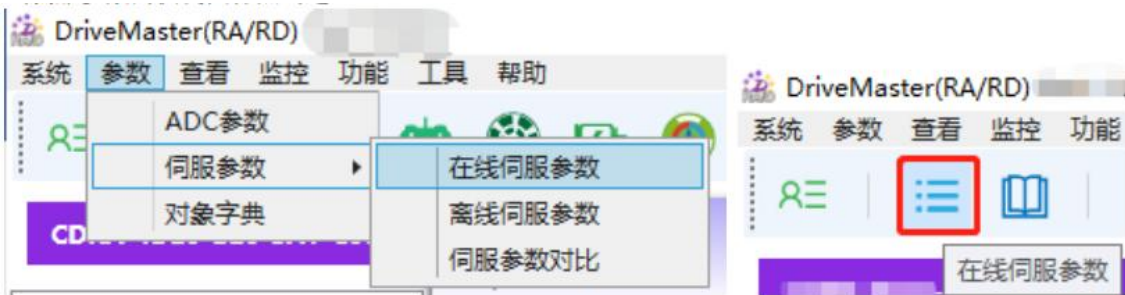 DriveMaster(RA/RD)
系统 参数 查看 监控 功能 工具 帮助
ADC参数
伺服参数
在线伺服参数
对象字典
离线伺服参数
伺服参数对比
DriveMaster(RA/RD)
系统 参数 查看 监控 功能
在线伺服参数